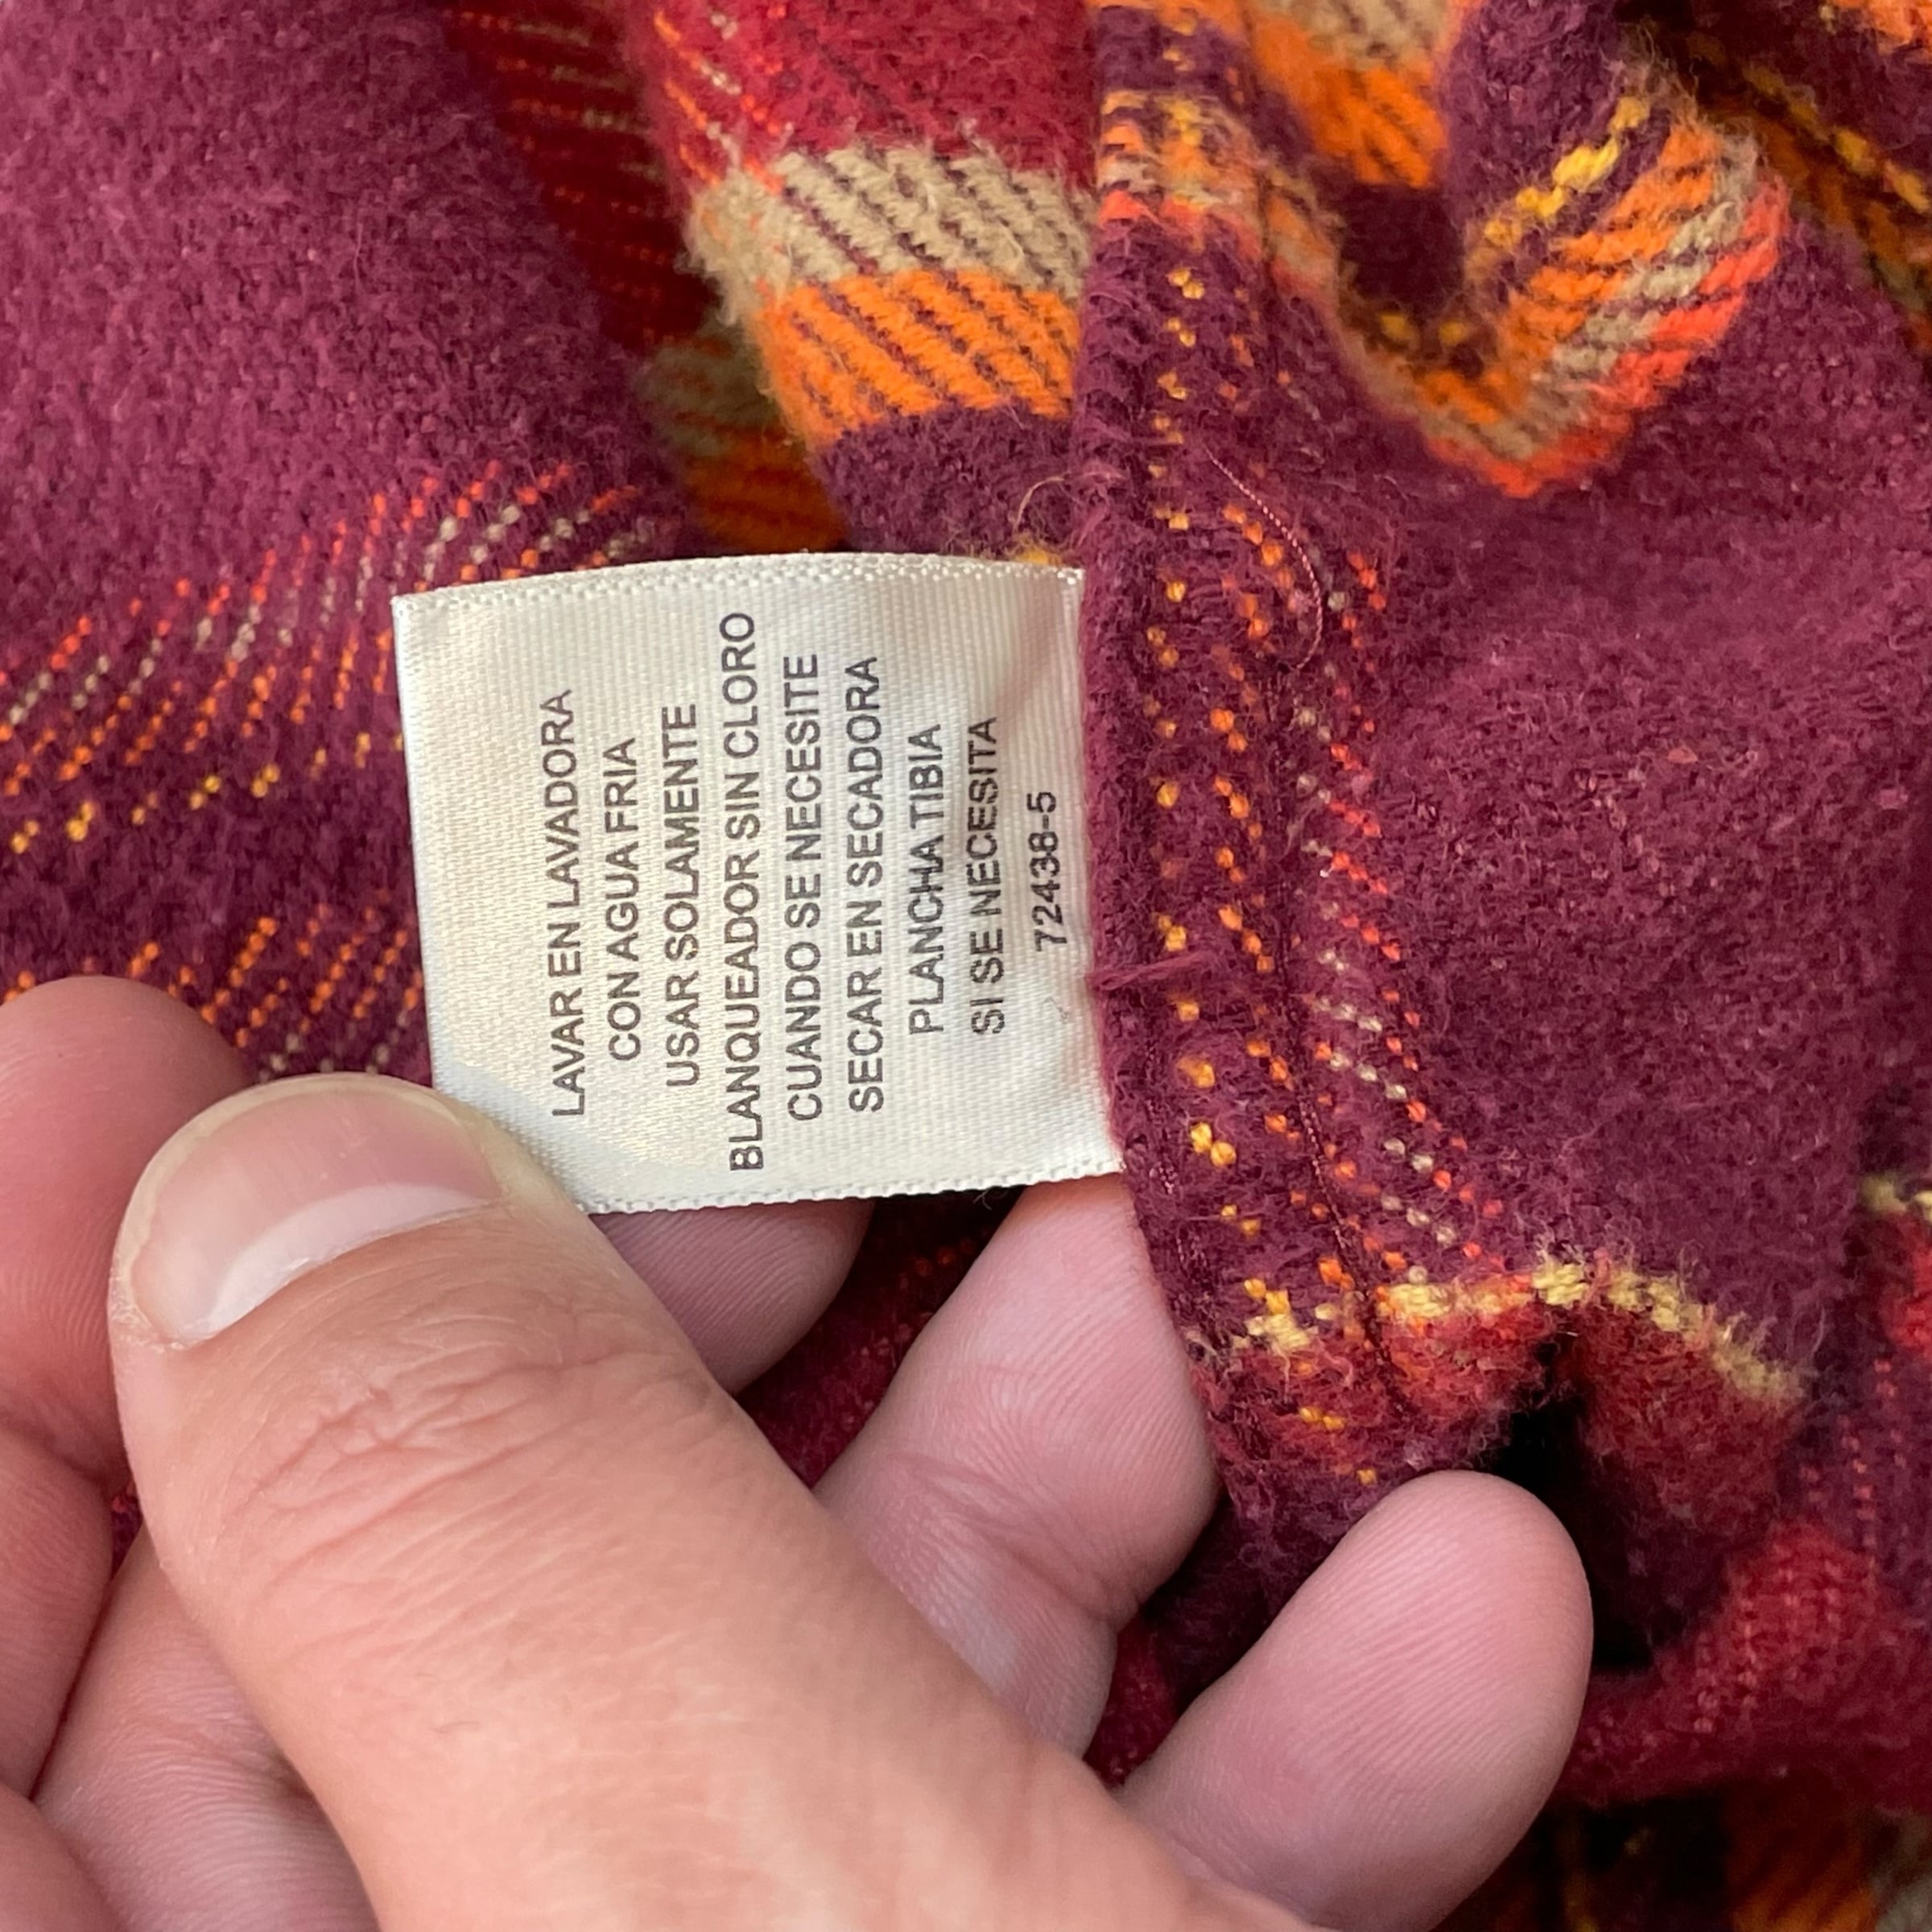 LAVAR EN LAVADORA
CON AGUA FRIA
USAR SOLAMENTE
BLANQUEADOR SIN CLORO
CUANDO SE NECESITE
SECAR EN SECADORA
PLANCHA TIBIA
SI SE NECESITA
72438-5